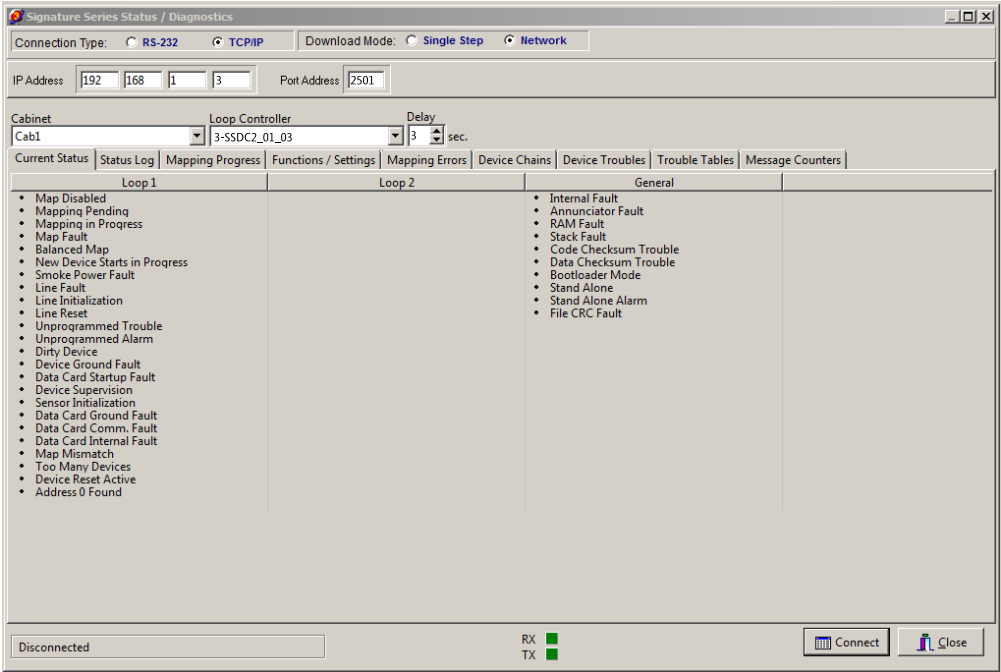 Signature Series Status / Diagnostics
Connection Type: RS-232 TCP/IP Download Mode: Single Step Network
IP Address 192 168 1 3 Port Address 2501
Cabinet Loop Controller Delay
Cab1 3-SSDC2_01_03 3 sec.
Current Status Status Log Mapping Progress Functions / Settings Mapping Errors Device Chains Device Troubles Trouble Tables Message Counters
Loop 1 Loop 2 General
Map Disabled Internal Fault
Mapping Pending Annunciator Fault
Mapping in Progress RAM Fault
Map Fault Stack Fault
Balanced Map Code Checksum Trouble
New Device Starts in Progress Data Checksum Trouble
Smoke Power Fault Bootloader Mode
Line Fault Stand Alone
Line Initialization Stand Alone Alarm
Line Reset File CRC Fault
Unprogrammed Trouble
Unprogrammed Alarm
Dirty Device
Device Ground Fault
Data Card Startup Fault
Device Supervision
Sensor Initialization
Data Card Ground Fault
Data Card Comm. Fault
Data Card Internal Fault
Map Mismatch
Too Many Devices
Device Reset Active
Address 0 Found
Disconnected RX Connect Close
TX